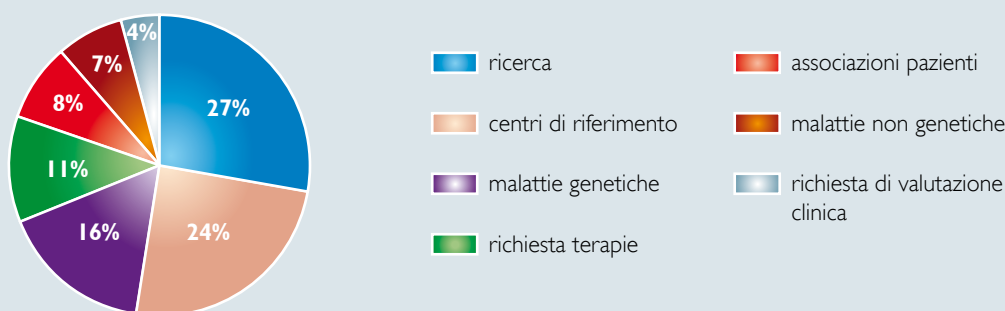 4%
7%
8%
27%
11%
16%
24%
ricerca
centri di riferimento
malattie genetiche
richiesta terapie
associazioni pazienti
malattie non genetiche
richiesta di valutazione
clinica